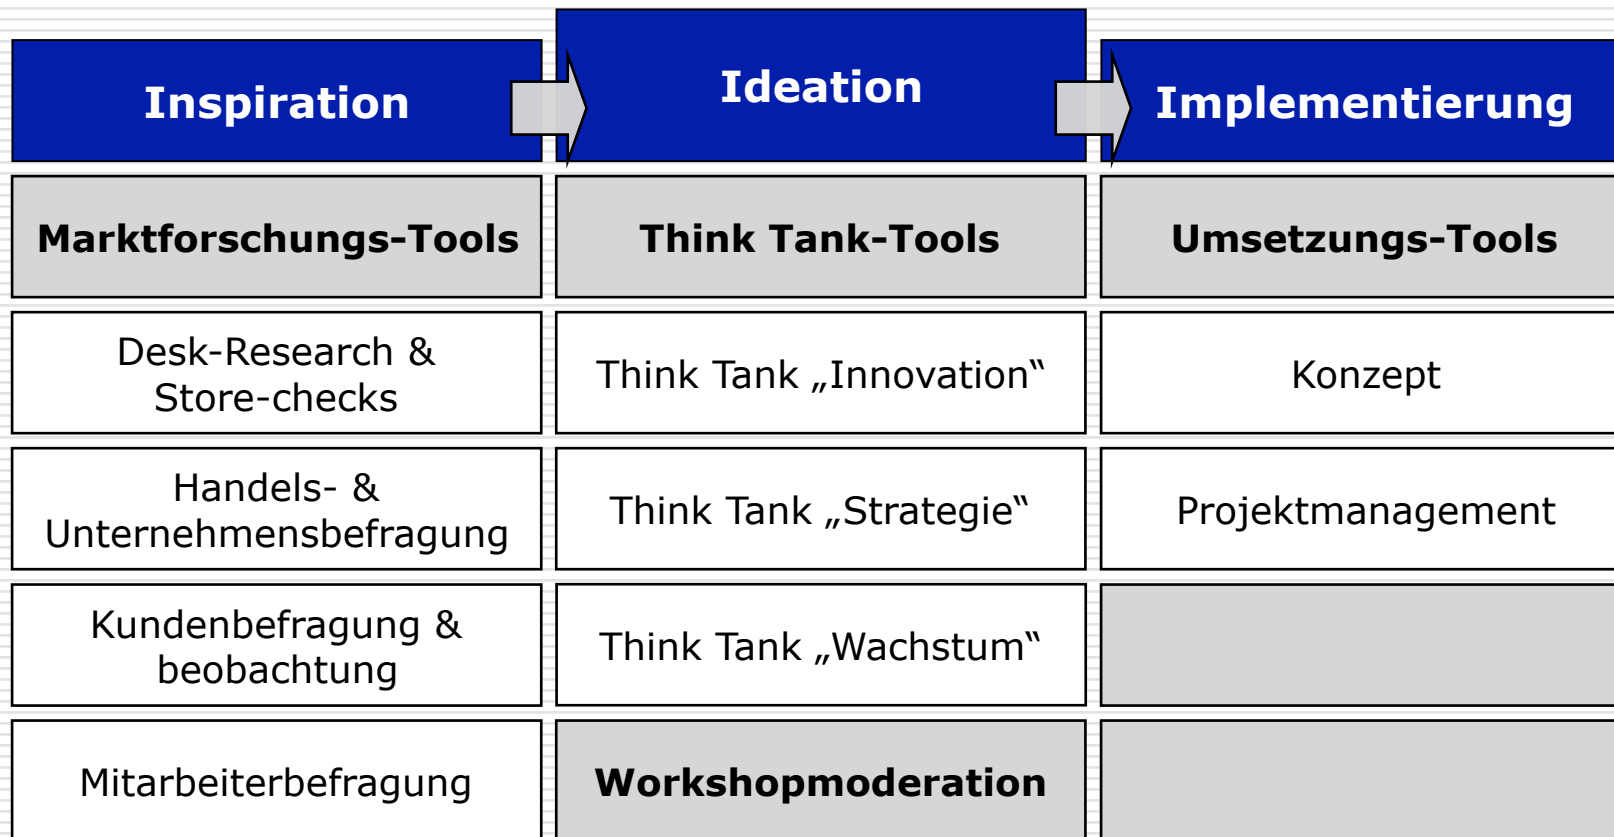 Inspiration
Ideation
Implementierung
Marktforschungs-Tools
Think Tank-Tools
Umsetzungs-Tools
Desk-Research &
Store-checks
Think Tank „Innovation“
Konzept
Handels- &
Unternehmensbefragung
Think Tank „Strategie“
Projektmanagement
Kundenbefragung &
beobachtung
Think Tank „Wachstum“
Mitarbeiterbefragung
Workshopmoderation